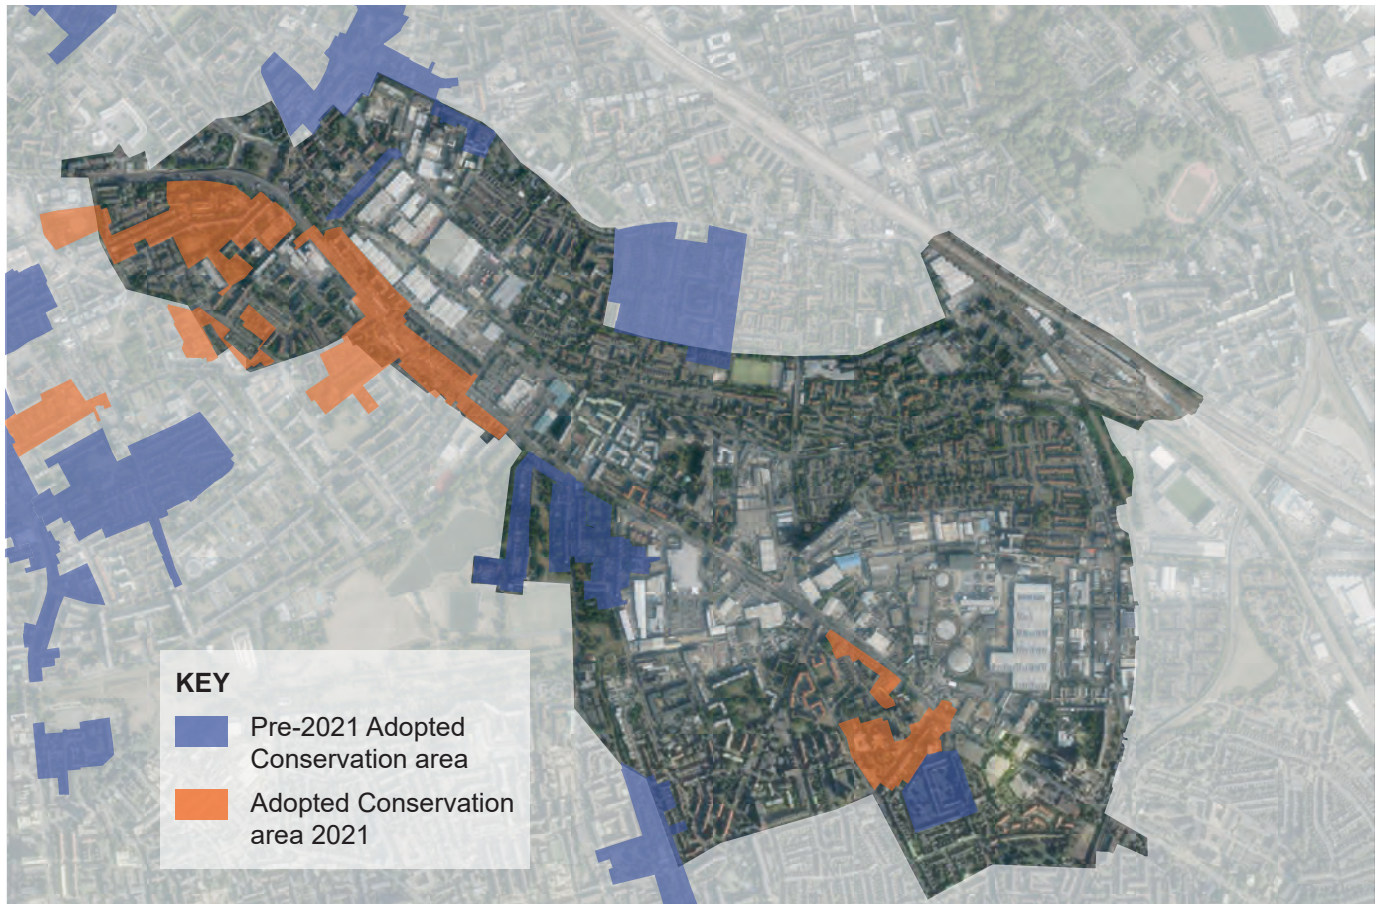 KEY
Pre-2021 Adopted
Conservation area
Adopted Conservation
area 2021